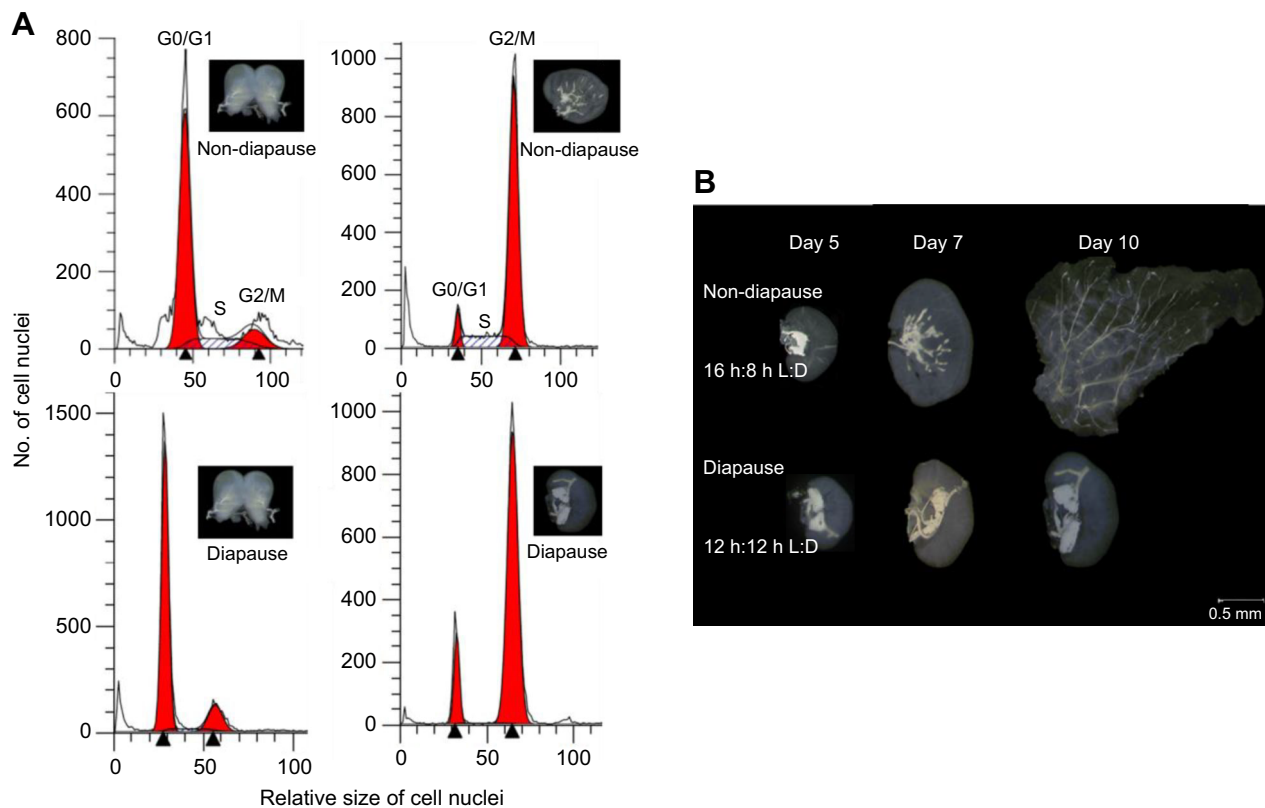 A
No. of cell nuclei
800
600
400
200
0
G0/G1
Non-diapause
S
G2/M
0
50
100
1000
800
600
400
200
0
G2/M
Non-diapause
G0/G1
S
0
50
100
1500
1000
500
0
Diapause
0
50
100
1000
800
600
400
200
0
Diapause
0
50
100
Relative size of cell nuclei
B
Day 5
Day 7
Day 10
Non-diapause
16 h:8 h L:D
Diapause
12 h:12 h L:D
0.5 mm